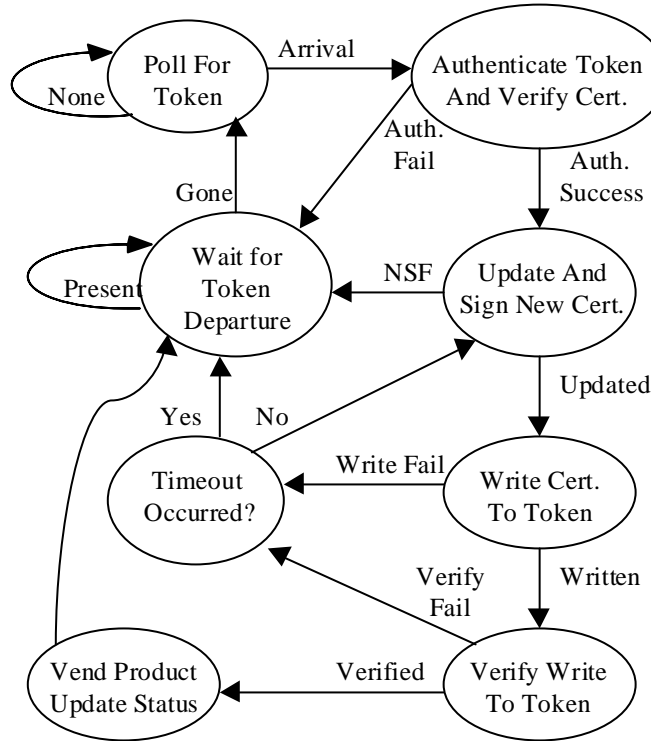 Poll For
Token
Arrival
Authenticate Token
And Verify Cert.
None
Auth.
Fail
Auth.
Success
Gone
Wait for
Token
Departure
Present
NSF
Update And
Sign New Cert.
Updated
Yes
No
Timeout
Occurred?
Write Fail
Write Cert.
To Token
Verify
Fail
Written
Vend Product
Update Status
Verified
Verify Write
To Token